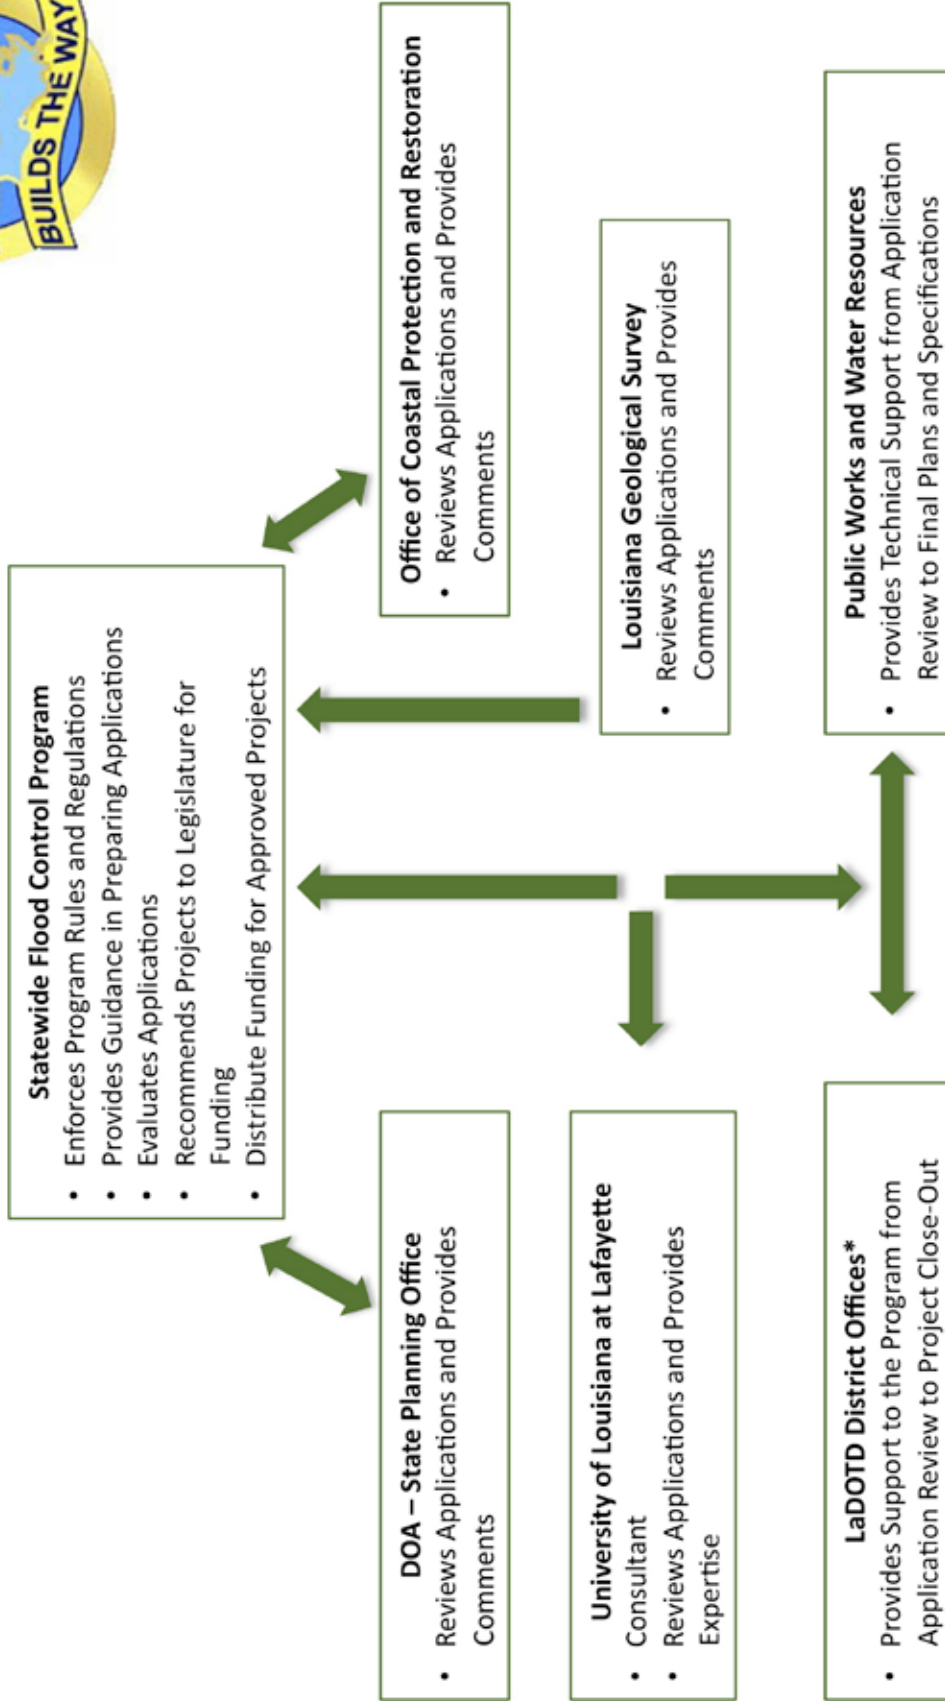 BUILDS THE WAY
Statewide Flood Control Program
• Enforces Program Rules and Regulations
• Provides Guidance in Preparing Applications
• Evaluates Applications
• Recommends Projects to Legislature for
Funding
• Distribute Funding for Approved Projects
DOA – State Planning Office
• Reviews Applications and Provides
Comments
Office of Coastal Protection and Restoration
• Reviews Applications and Provides
Comments
University of Louisiana at Lafayette
• Consultant
• Reviews Applications and Provides
Expertise
Louisiana Geological Survey
• Reviews Applications and Provides
Comments
LaDOTD District Offices*
• Provides Support to the Program from
Application Review to Project Close-Out
Public Works and Water Resources
• Provides Technical Support from Application
Review to Final Plans and Specifications